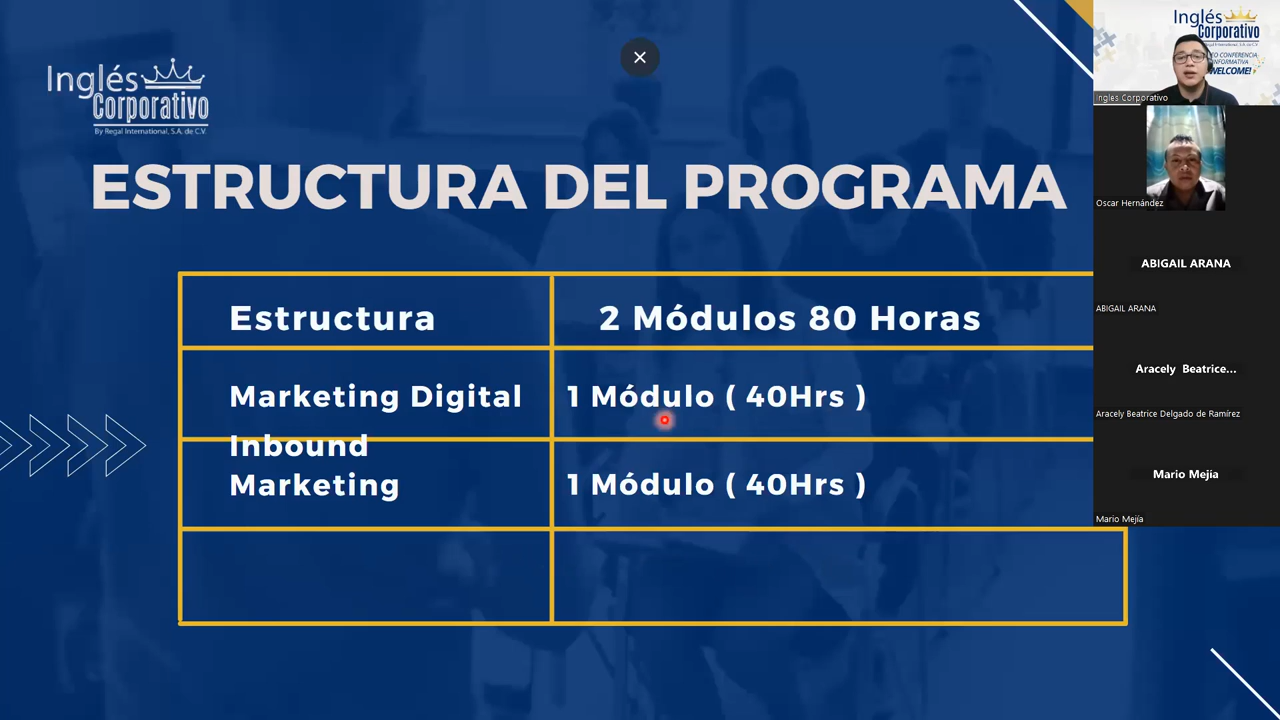 Inglés
Corporativo
By Regal International, S.A. de C.V.
ESTRUCTURA DEL PROGRAMA
Estructura
2 Módulos 80 Horas
Marketing Digital
1 Módulo ( 40Hrs )
Inbound
Marketing
1 Módulo ( 40Hrs )
Inglés
Corporativo
CONFERENCIA
INFORMATIVA
WELCOME!
Ingles Corporativo
Oscar Hernández
ABIGAIL ARANA
ABIGAIL ARANA
Aracely Beatrice...
Aracely Beatrice Delgado de Ramírez
Mario Mejía
Mario Mejía